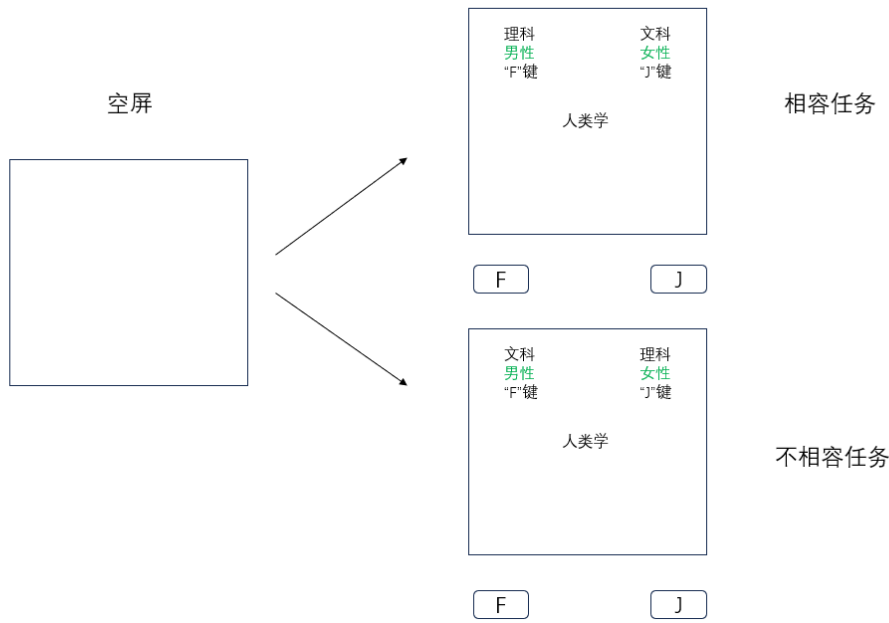 空屏
理科 文科
男性 女性
“F”键 “J”键
人类学
相容任务
F J
文科 理科
男性 女性
“F”键 “J”键
人类学
不相容任务
F J